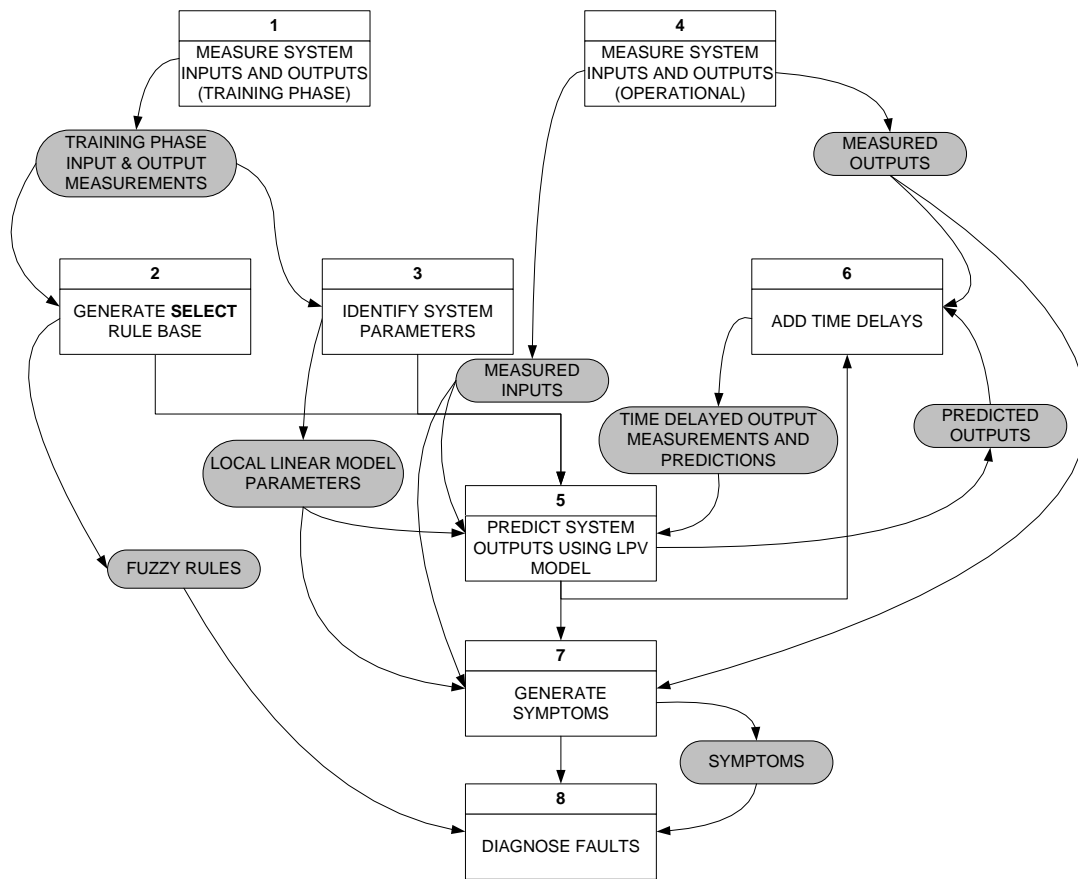 1
MEASURE SYSTEM
INPUTS AND OUTPUTS
(TRAINING PHASE)
4
MEASURE SYSTEM
INPUTS AND OUTPUTS
(OPERATIONAL)
TRAINING PHASE
INPUT & OUTPUT
MEASUREMENTS
MEASURED
OUTPUTS
2
GENERATE SELECT
RULE BASE
3
IDENTIFY SYSTEM
PARAMETERS
6
ADD TIME DELAYS
MEASURED
INPUTS
TIME DELAYED OUTPUT
MEASUREMENTS AND
PREDICTIONS
PREDICTED
OUTPUTS
LOCAL LINEAR MODEL
PARAMETERS
5
PREDICT SYSTEM
OUTPUTS USING LPV
MODEL
FUZZY RULES
7
GENERATE
SYMPTOMS
SYMPTOMS
8
DIAGNOSE FAULTS